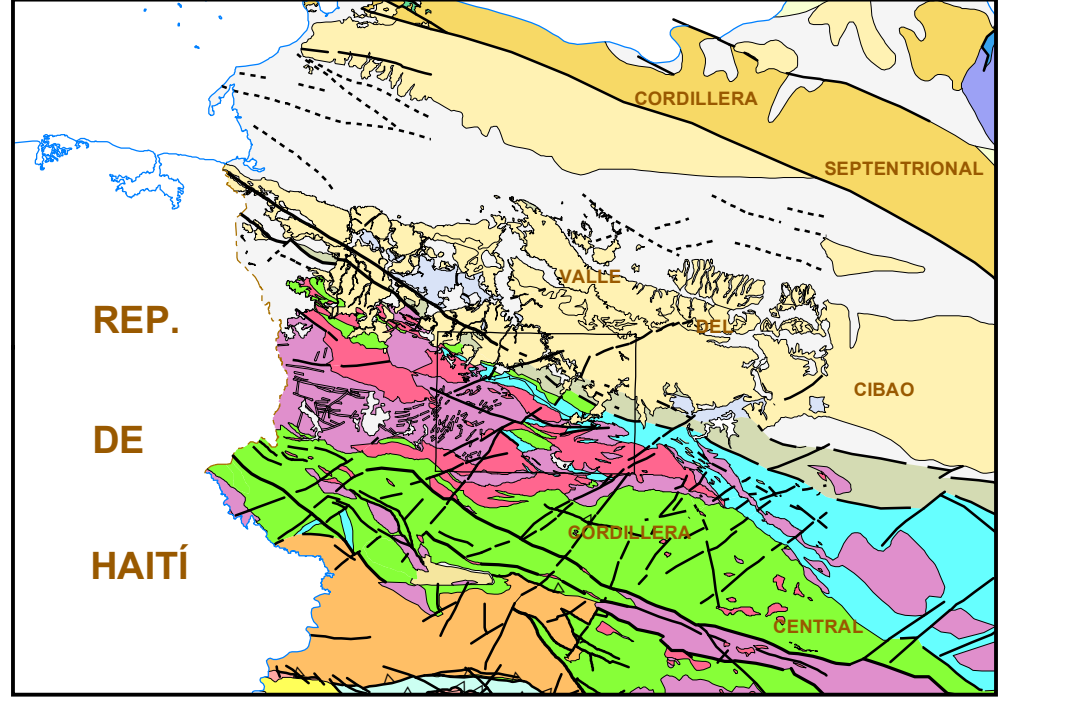 CORDILLERA
SEPTENTRIONAL
VALLE
DEL
CIBAO
REP.
DE
HAITÍ
CORDILLERA
CENTRAL